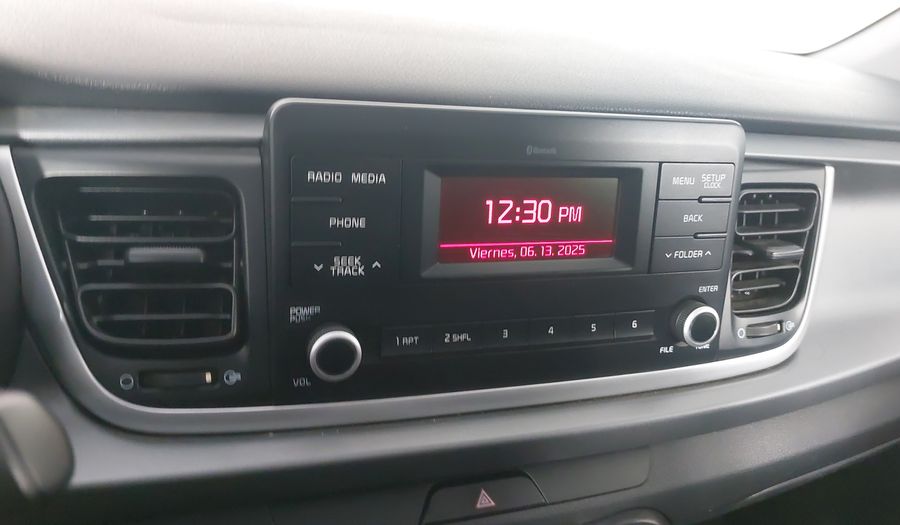 Bluetooth
RADIO MEDIA
PHONE
SEEK
TRACK
12:30 PM
Viernes, 06.13.2025
MENU SETUP
CLOCK
BACK
FOLDER
POWER
PUSH
VOL
1 RPT 2 SHFL 3 4 5 6
ENTER
FILE TUNE